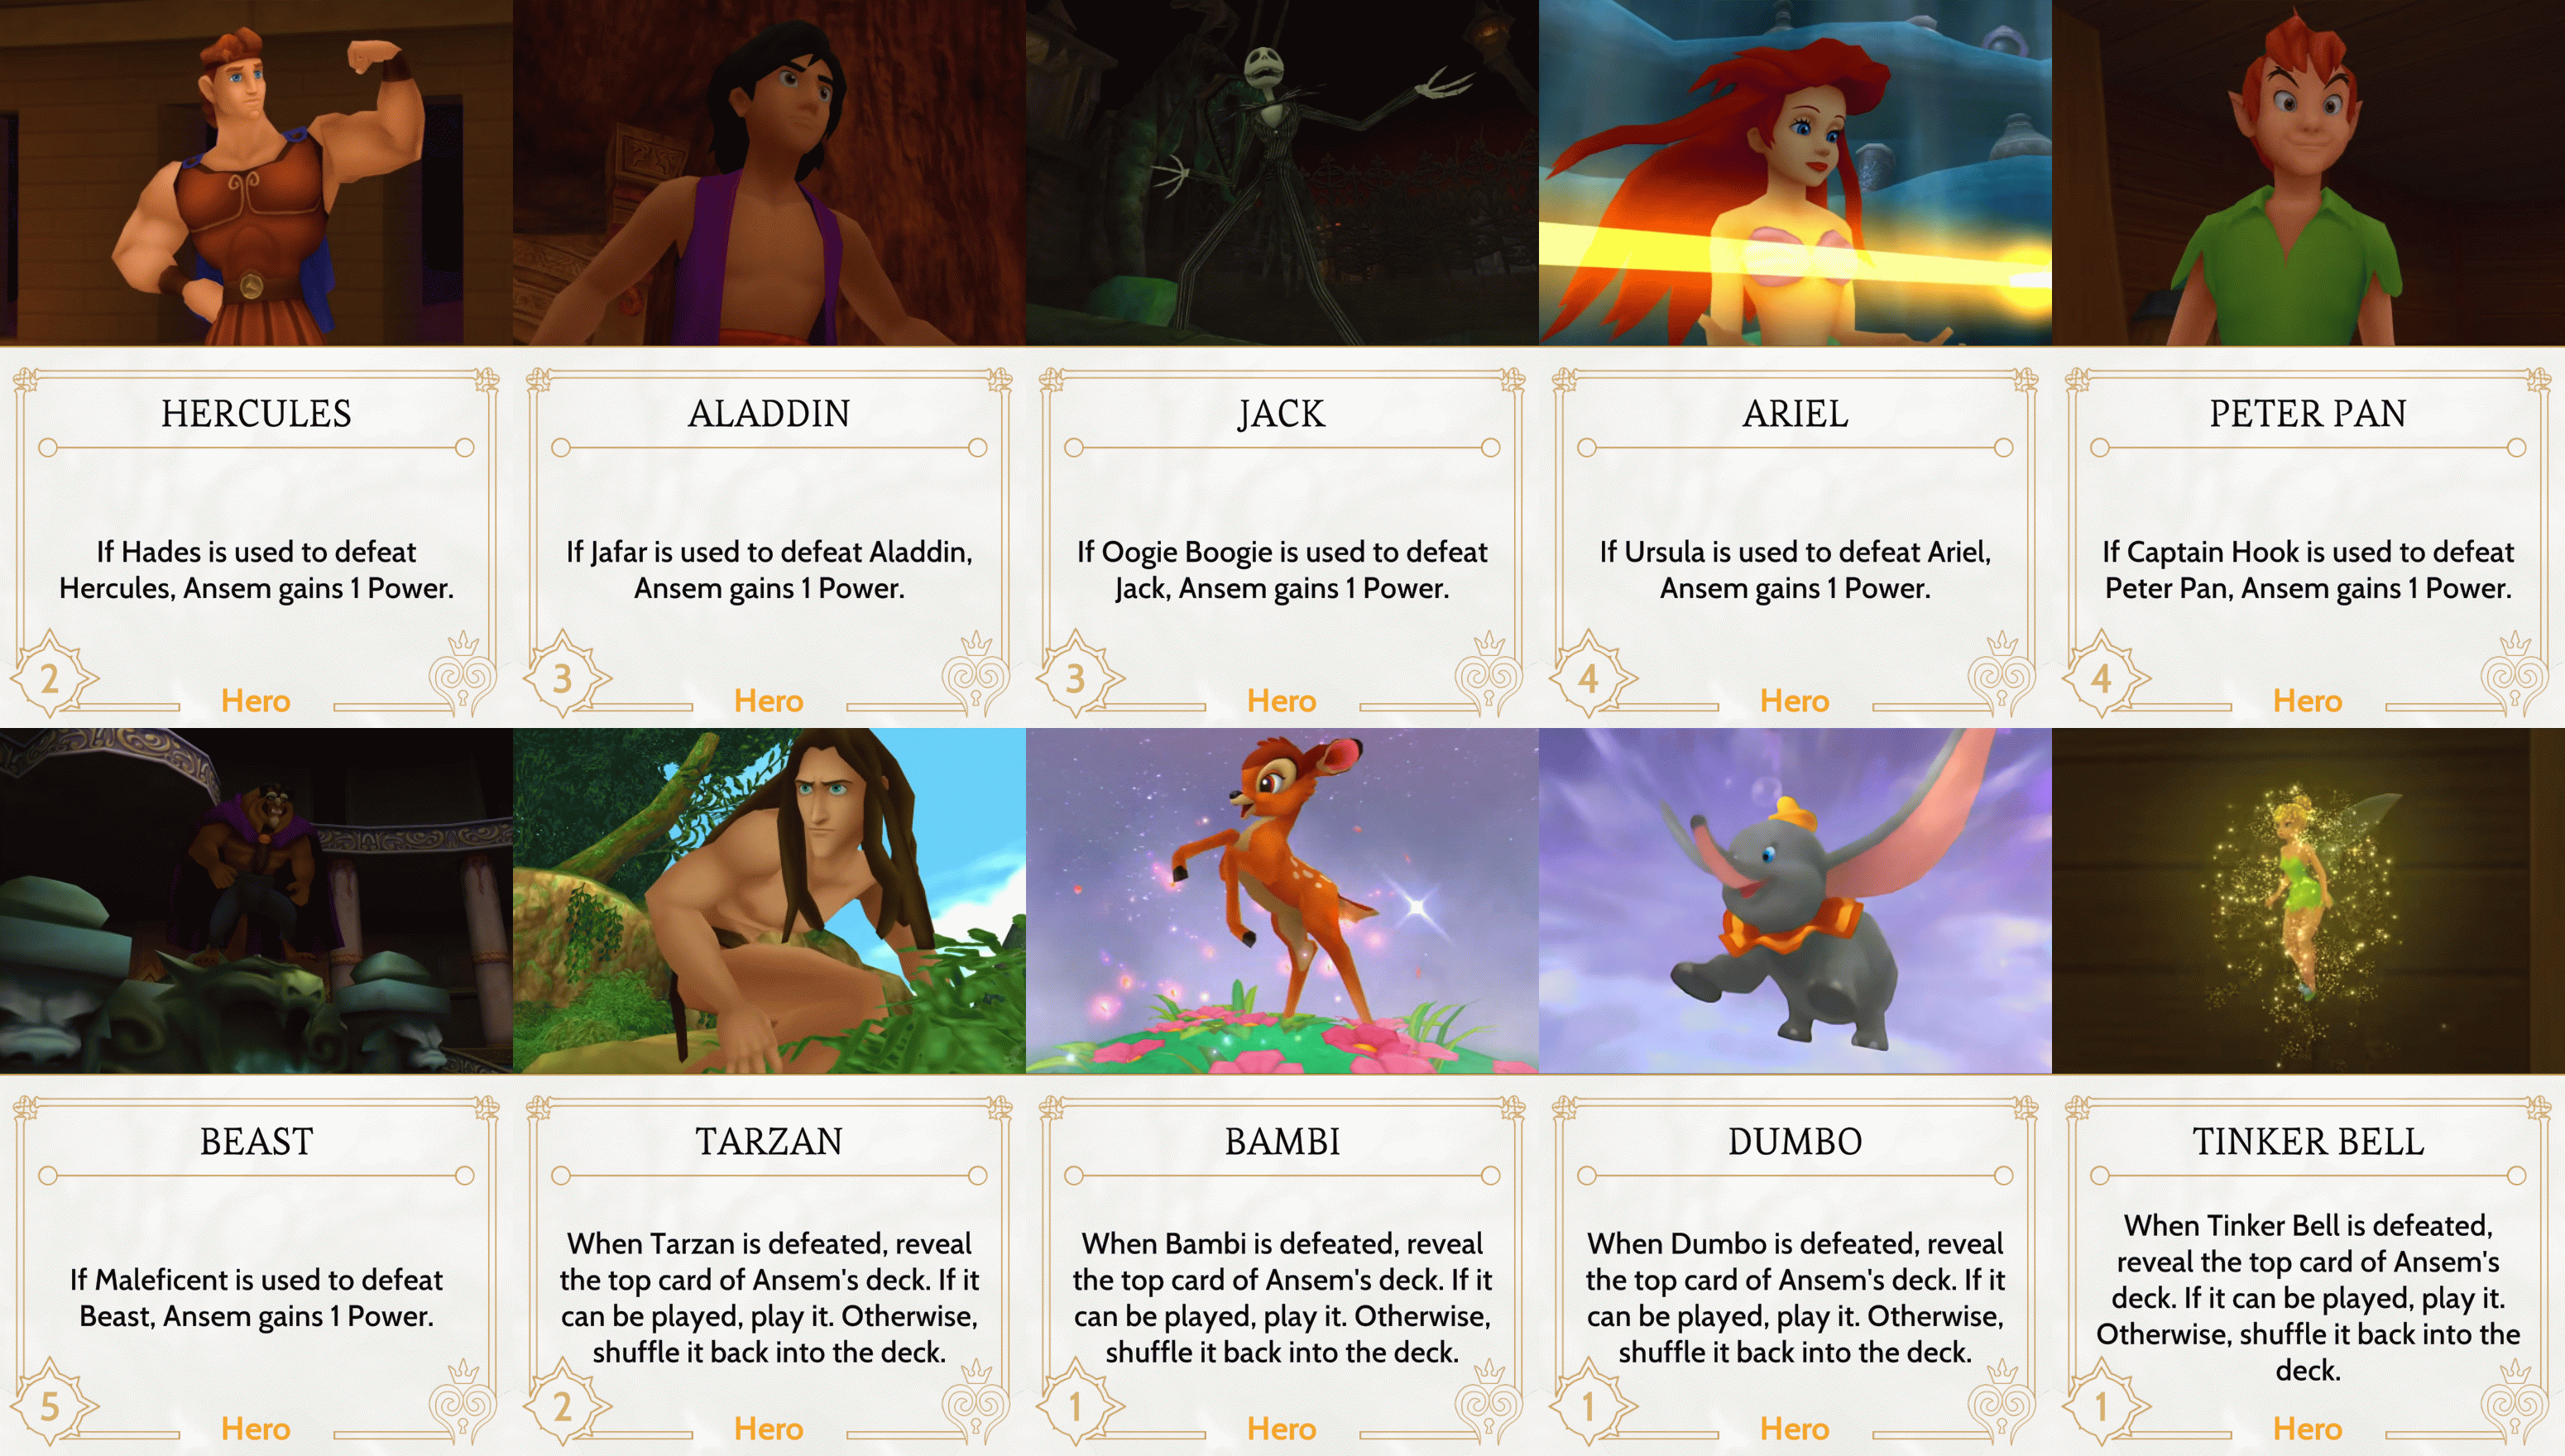 HERCULES
If Hades is used to defeat
Hercules, Ansem gains 1 Power.
2
Hero
ALADDIN
If Jafar is used to defeat Aladdin,
Ansem gains 1 Power.
3
Hero
JACK
If Oogie Boogie is used to defeat
Jack, Ansem gains 1 Power.
3
Hero
ARIEL
If Ursula is used to defeat Ariel,
Ansem gains 1 Power.
4
Hero
PETER PAN
If Captain Hook is used to defeat
Peter Pan, Ansem gains 1 Power.
4
Hero
BEAST
If Maleficent is used to defeat
Beast, Ansem gains 1 Power.
5
Hero
TARZAN
When Tarzan is defeated, reveal
the top card of Ansem's deck. If it
can be played, play it. Otherwise,
shuffle it back into the deck.
2
Hero
BAMBI
When Bambi is defeated, reveal
the top card of Ansem's deck. If it
can be played, play it. Otherwise,
shuffle it back into the deck.
1
Hero
DUMBO
When Dumbo is defeated, reveal
the top card of Ansem's deck. If it
can be played, play it. Otherwise,
shuffle it back into the deck.
1
Hero
TINKER BELL
When Tinker Bell is defeated,
reveal the top card of Ansem's
deck. If it can be played, play it.
Otherwise, shuffle it back into the
deck.
1
Hero